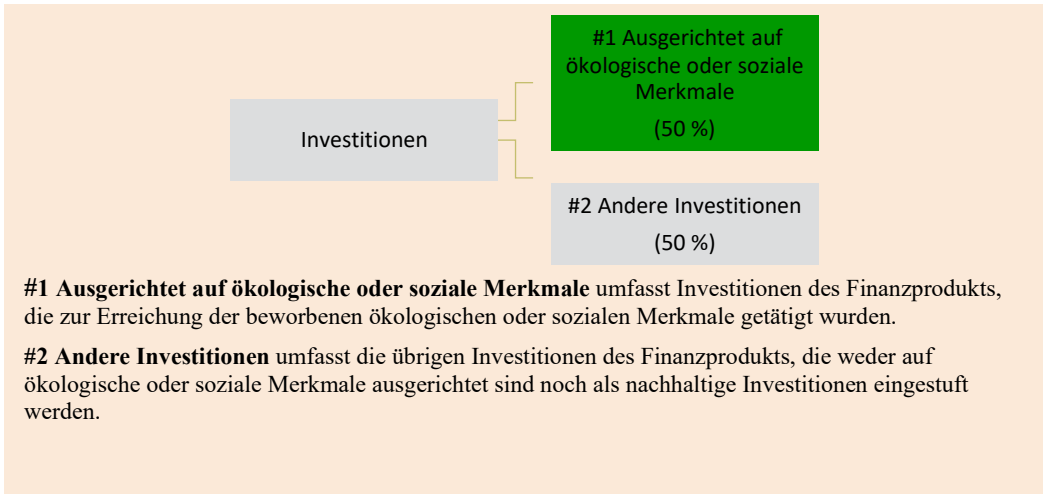 #1 Ausgerichtet auf
ökologische oder soziale
Merkmale
(50 %)
Investitionen
#2 Andere Investitionen
(50 %)
#1 Ausgerichtet auf ökologische oder soziale Merkmale umfasst Investitionen des Finanzprodukts,
die zur Erreichung der beworbenen ökologischen oder sozialen Merkmale getätigt wurden.
#2 Andere Investitionen umfasst die übrigen Investitionen des Finanzprodukts, die weder auf
ökologische oder soziale Merkmale ausgerichtet sind noch als nachhaltige Investitionen eingestuft
werden.